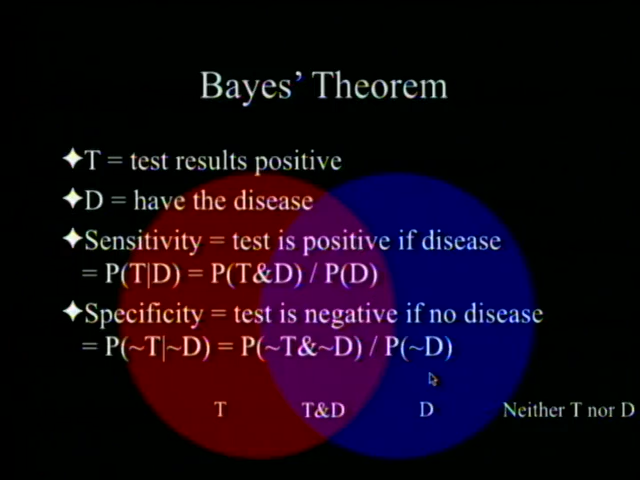 Bayes' Theorem
✦T = test results positive
✦D = have the disease
✦Sensitivity = test is positive if disease
= P(T|D) = P(T&D) / P(D)
✦Specificity = test is negative if no disease
= P(~T|~D) = P(~T&~D) / P(~D)
T T&D D Neither T nor D